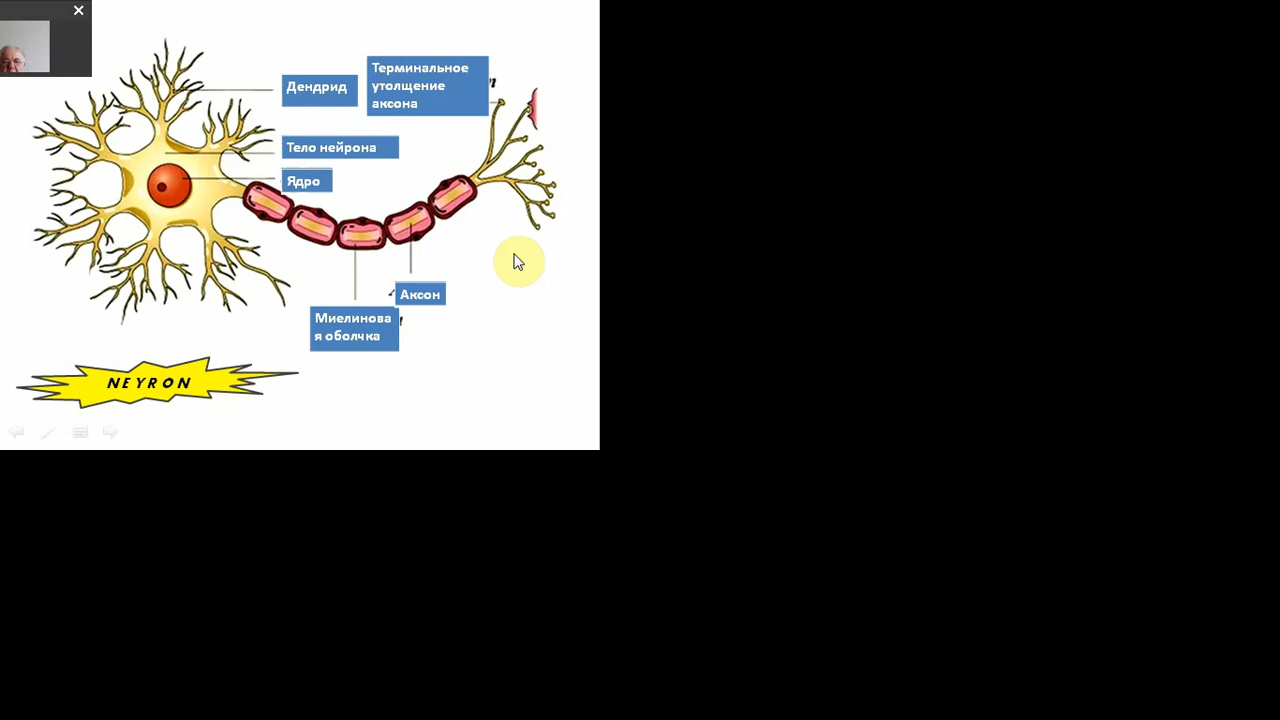 Дендрид
Терминальное
утолщение
аксона
Тело нейрона
Ядро
Аксон
Миелинова
я оболчка
NEYRON